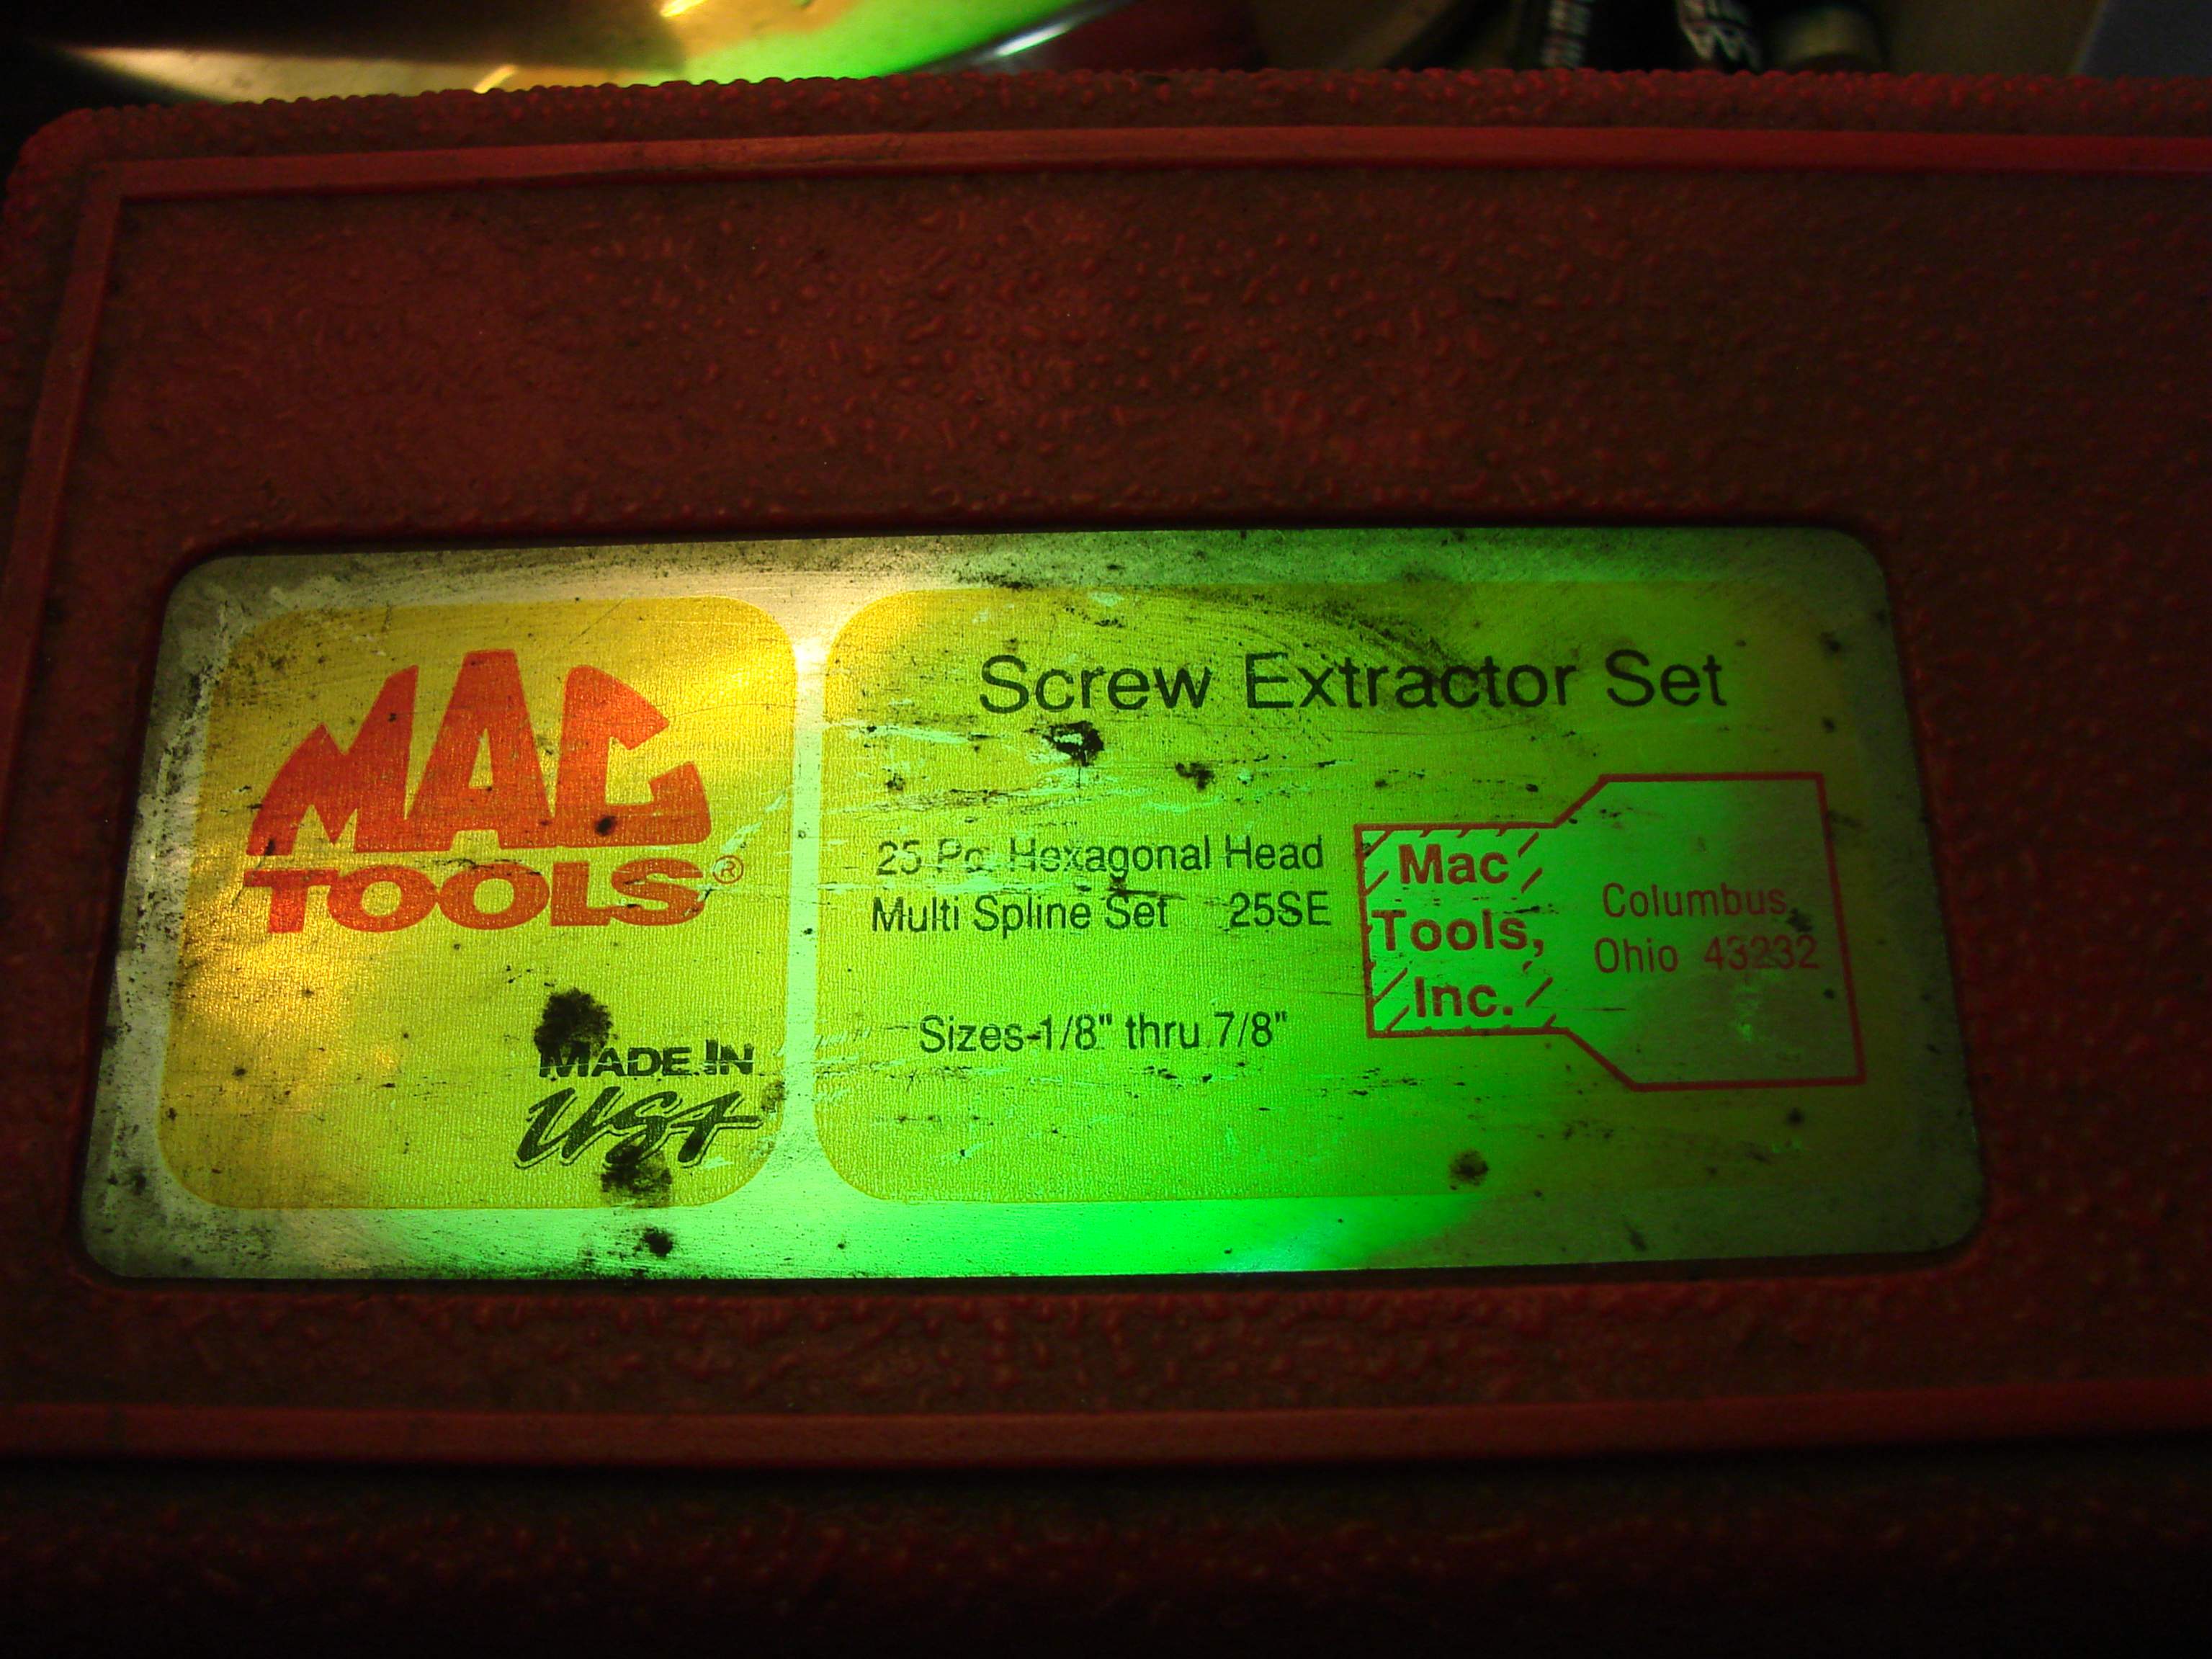 MAC
TOOLS®
MADE IN
USA
Screw Extractor Set
25 Pc. Hexagonal Head
Multi Spline Set 25SE
Sizes-1/8" thru 7/8"
Mac
Tools,
Inc.
Columbus,
Ohio 43232